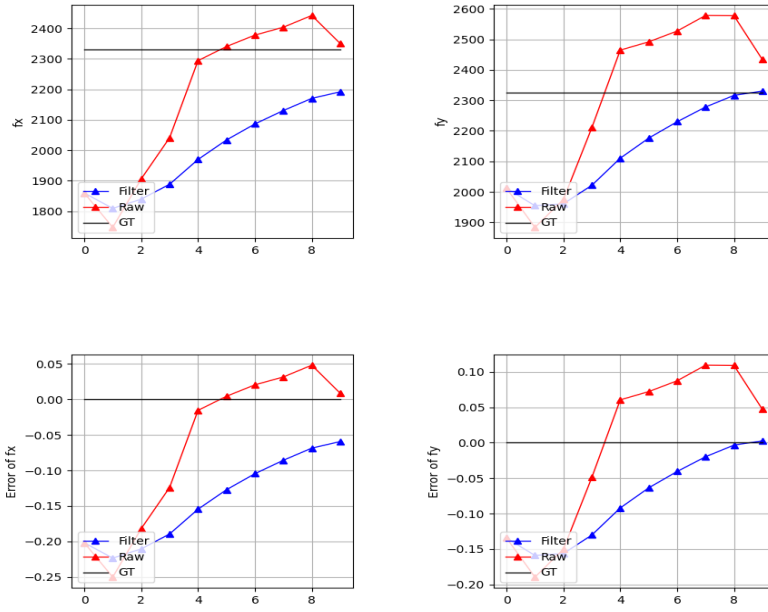 2400
2300
2200
2100
2000
1900
1800
fx
Filter
Raw
GT
0 2 4 6 8
2600
2500
2400
2300
2200
2100
2000
1900
fy
Filter
Raw
GT
0 2 4 6 8
0.05
0.00
−0.05
−0.10
−0.15
−0.20
−0.25
Error of fx
Filter
Raw
GT
0 2 4 6 8
0.10
0.05
0.00
−0.05
−0.10
−0.15
−0.20
Error of fy
Filter
Raw
GT
0 2 4 6 8